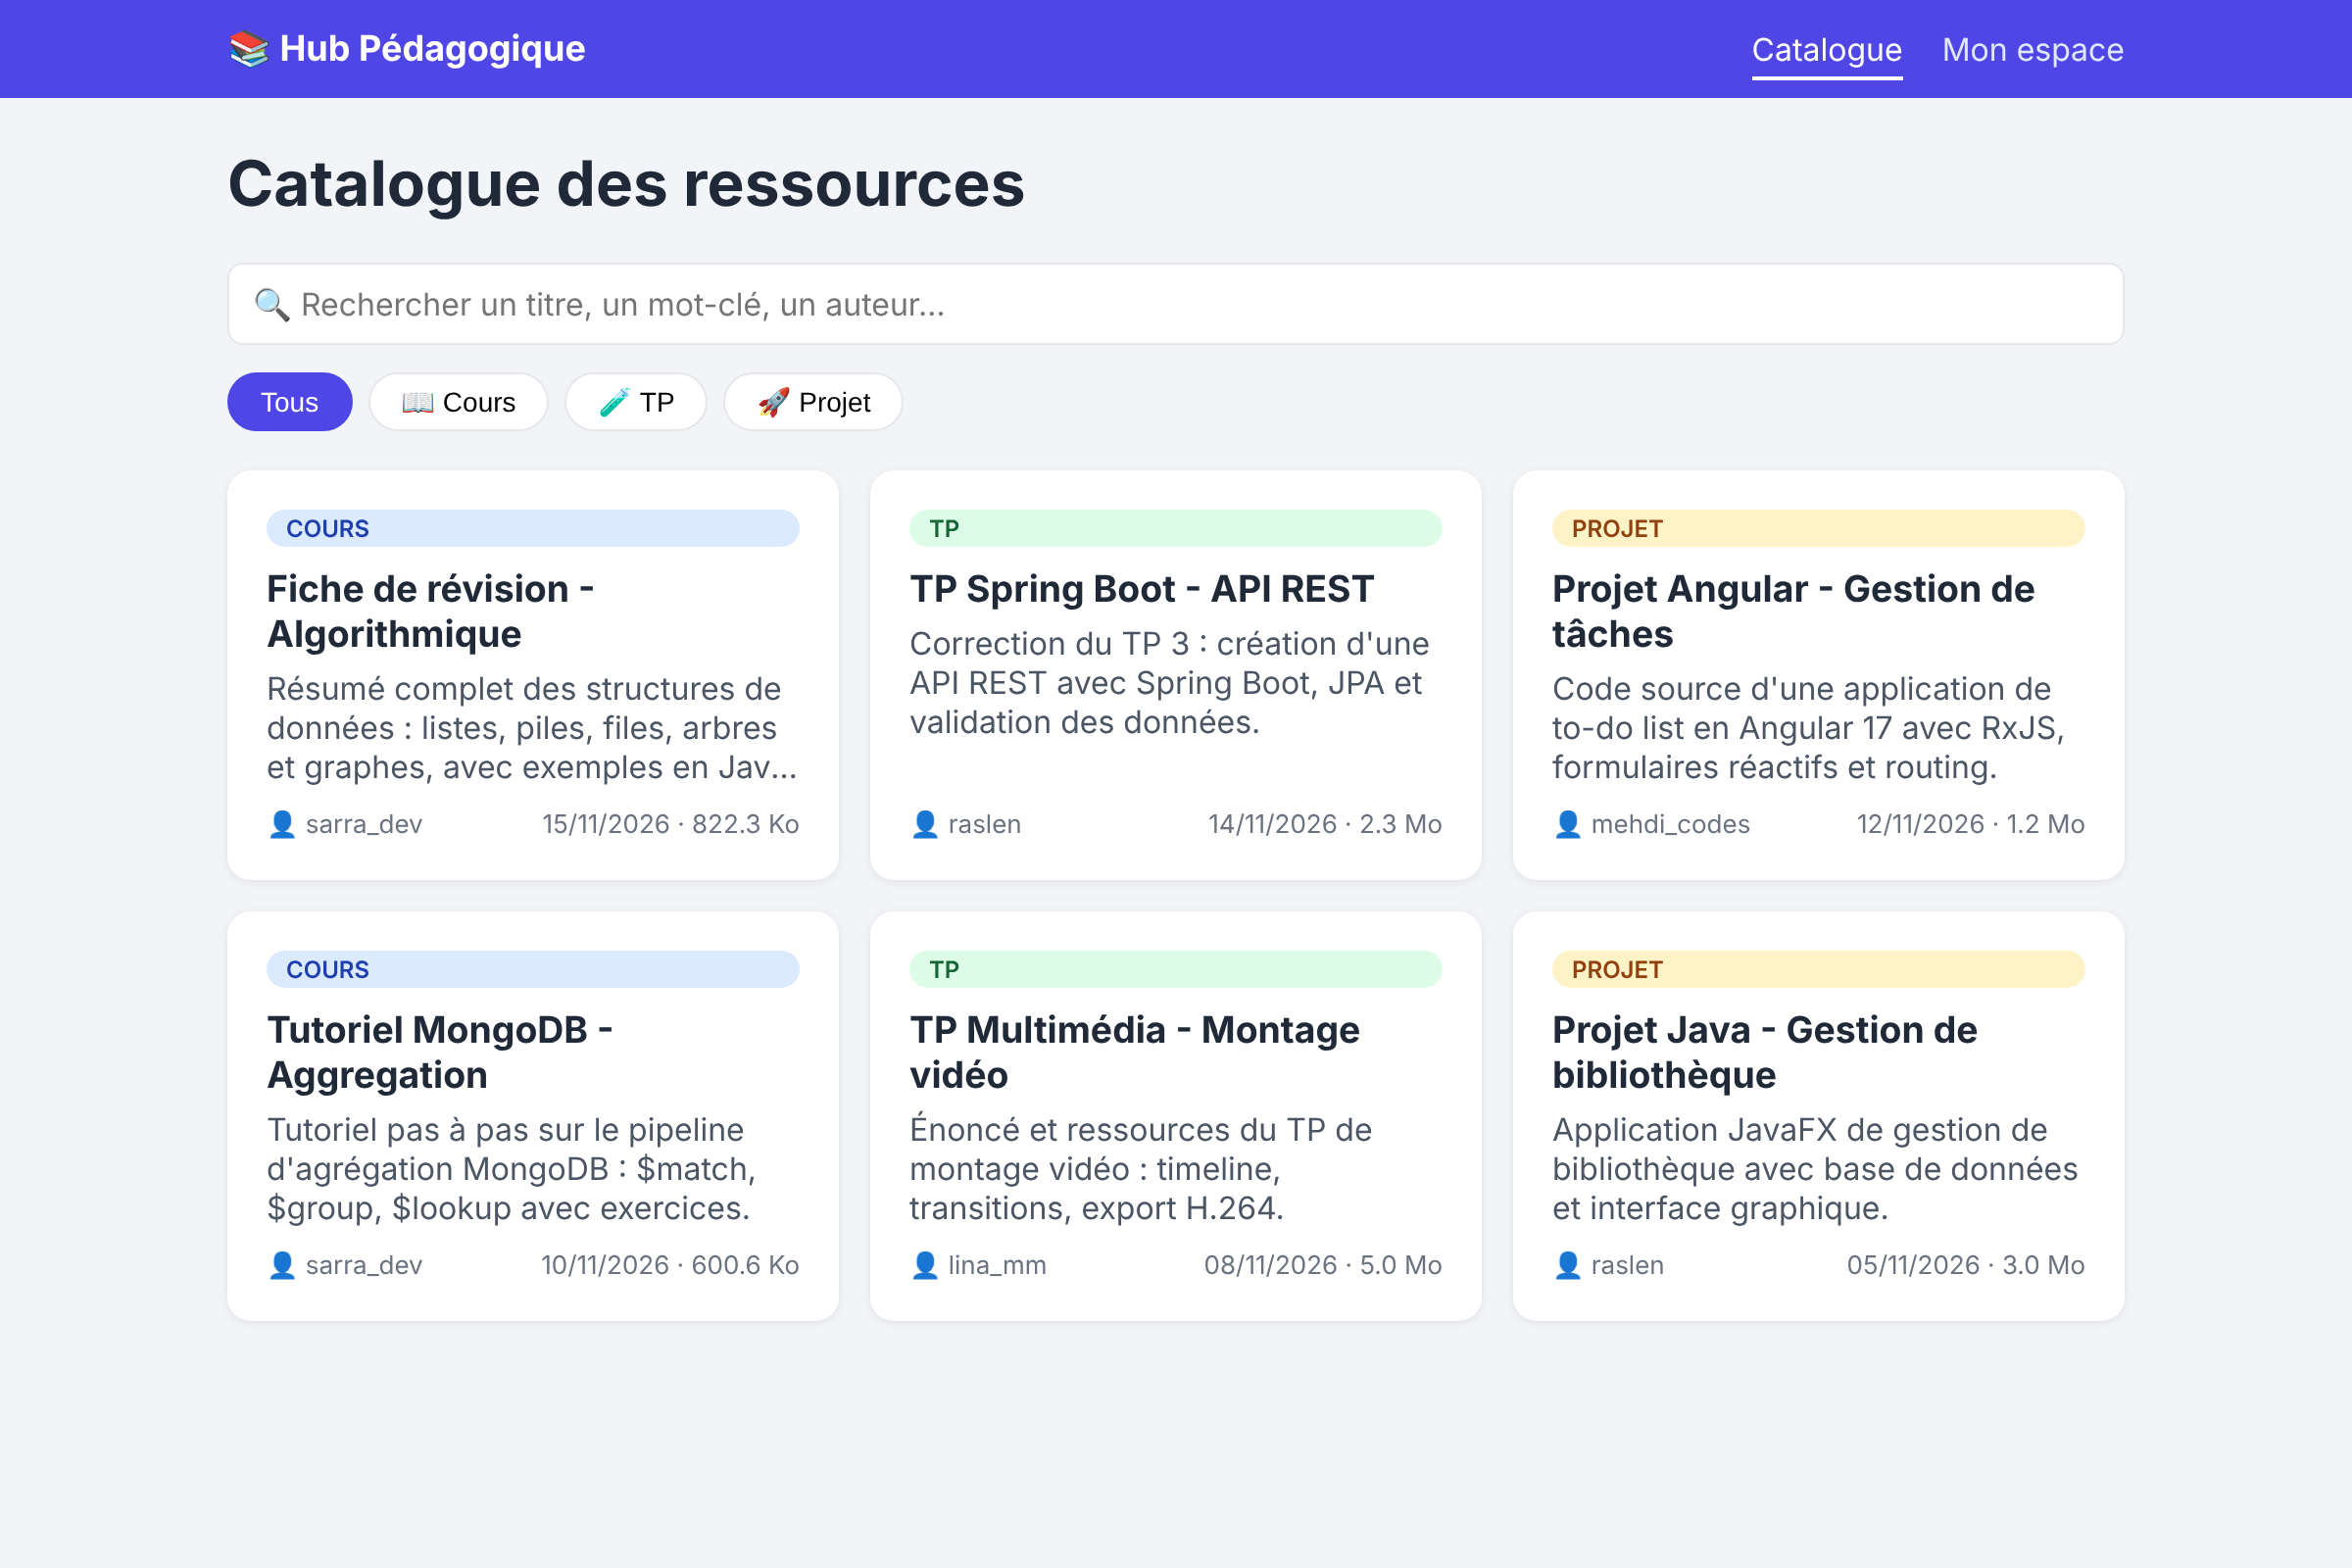 📚 Hub Pédagogique
Catalogue Mon espace
Catalogue des ressources
🔍 Rechercher un titre, un mot-clé, un auteur...
Tous 📖 Cours 🧪 TP 🚀 Projet
COURS
Fiche de révision -
Algorithmique
Résumé complet des structures de
données : listes, piles, files, arbres
et graphes, avec exemples en Jav...
👤 sarra_dev 15/11/2026 · 822.3 Ko
TP
TP Spring Boot - API REST
Correction du TP 3 : création d'une
API REST avec Spring Boot, JPA et
validation des données.
👤 raslen 14/11/2026 · 2.3 Mo
PROJET
Projet Angular - Gestion de
tâches
Code source d'une application de
to-do list en Angular 17 avec RxJS,
formulaires réactifs et routing.
👤 mehdi_codes 12/11/2026 · 1.2 Mo
COURS
Tutoriel MongoDB -
Aggregation
Tutoriel pas à pas sur le pipeline
d'agrégation MongoDB : $match,
$group, $lookup avec exercices.
👤 sarra_dev 10/11/2026 · 600.6 Ko
TP
TP Multimédia - Montage
vidéo
Énoncé et ressources du TP de
montage vidéo : timeline,
transitions, export H.264.
👤 lina_mm 08/11/2026 · 5.0 Mo
PROJET
Projet Java - Gestion de
bibliothèque
Application JavaFX de gestion de
bibliothèque avec base de données
et interface graphique.
👤 raslen 05/11/2026 · 3.0 Mo